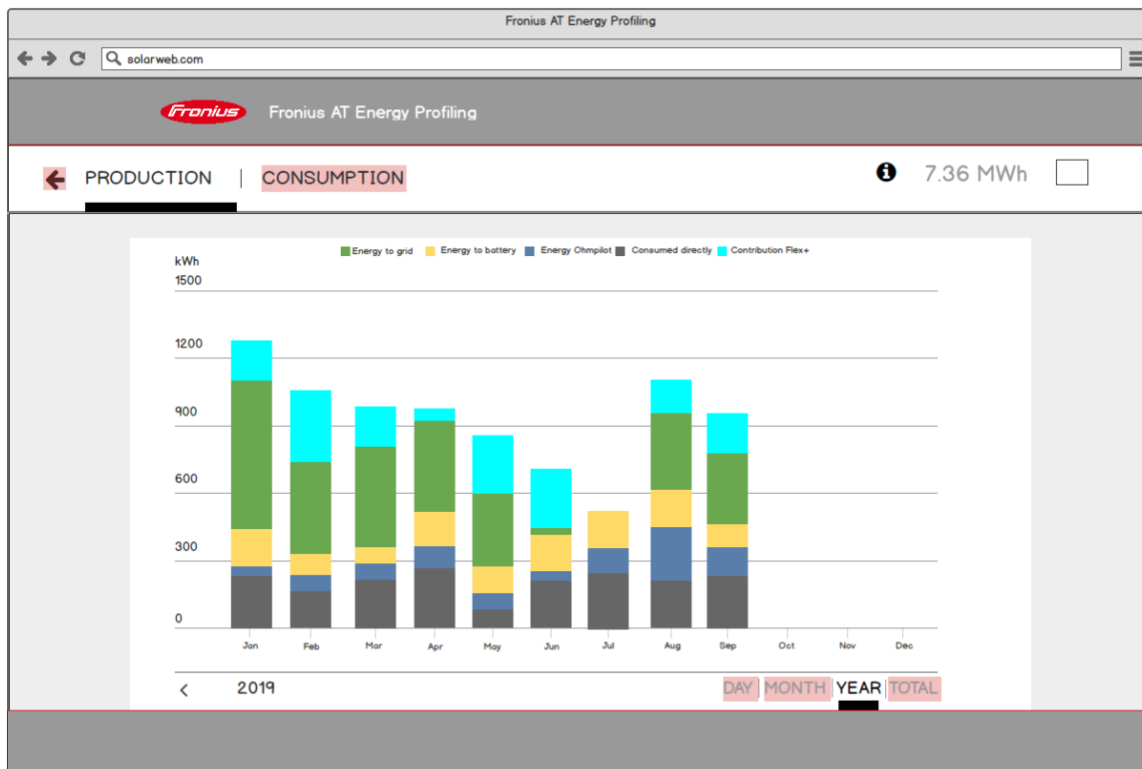 Fronius AT Energy Profiling
solarweb.com
Fronius Fronius AT Energy Profiling
PRODUCTION | CONSUMPTION 7.36 MWh
Energy to grid Energy to battery Energy Ohmpilot Consumed directly Contribution Flex+
kWh
1500
1200
900
600
300
0
Jan Feb Mar Apr May Jun Jul Aug Sep Oct Nov Dec
< 2019 DAY | MONTH | YEAR | TOTAL